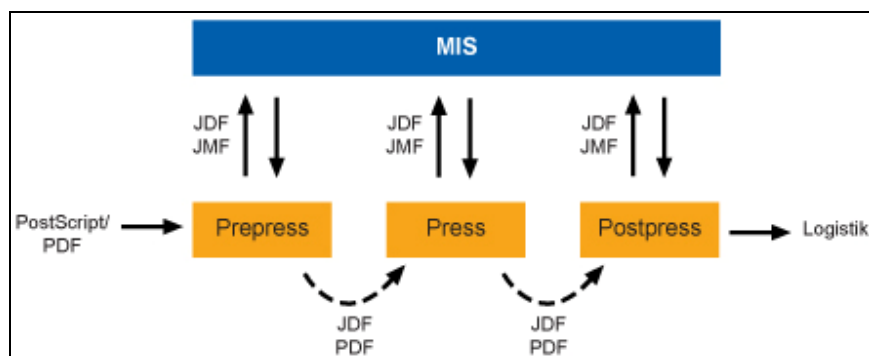 MIS
JDF
JMF
JDF
JMF
JDF
JMF
PostScript/
PDF
Prepress
Press
Postpress
Logistik
JDF
PDF
JDF
PDF